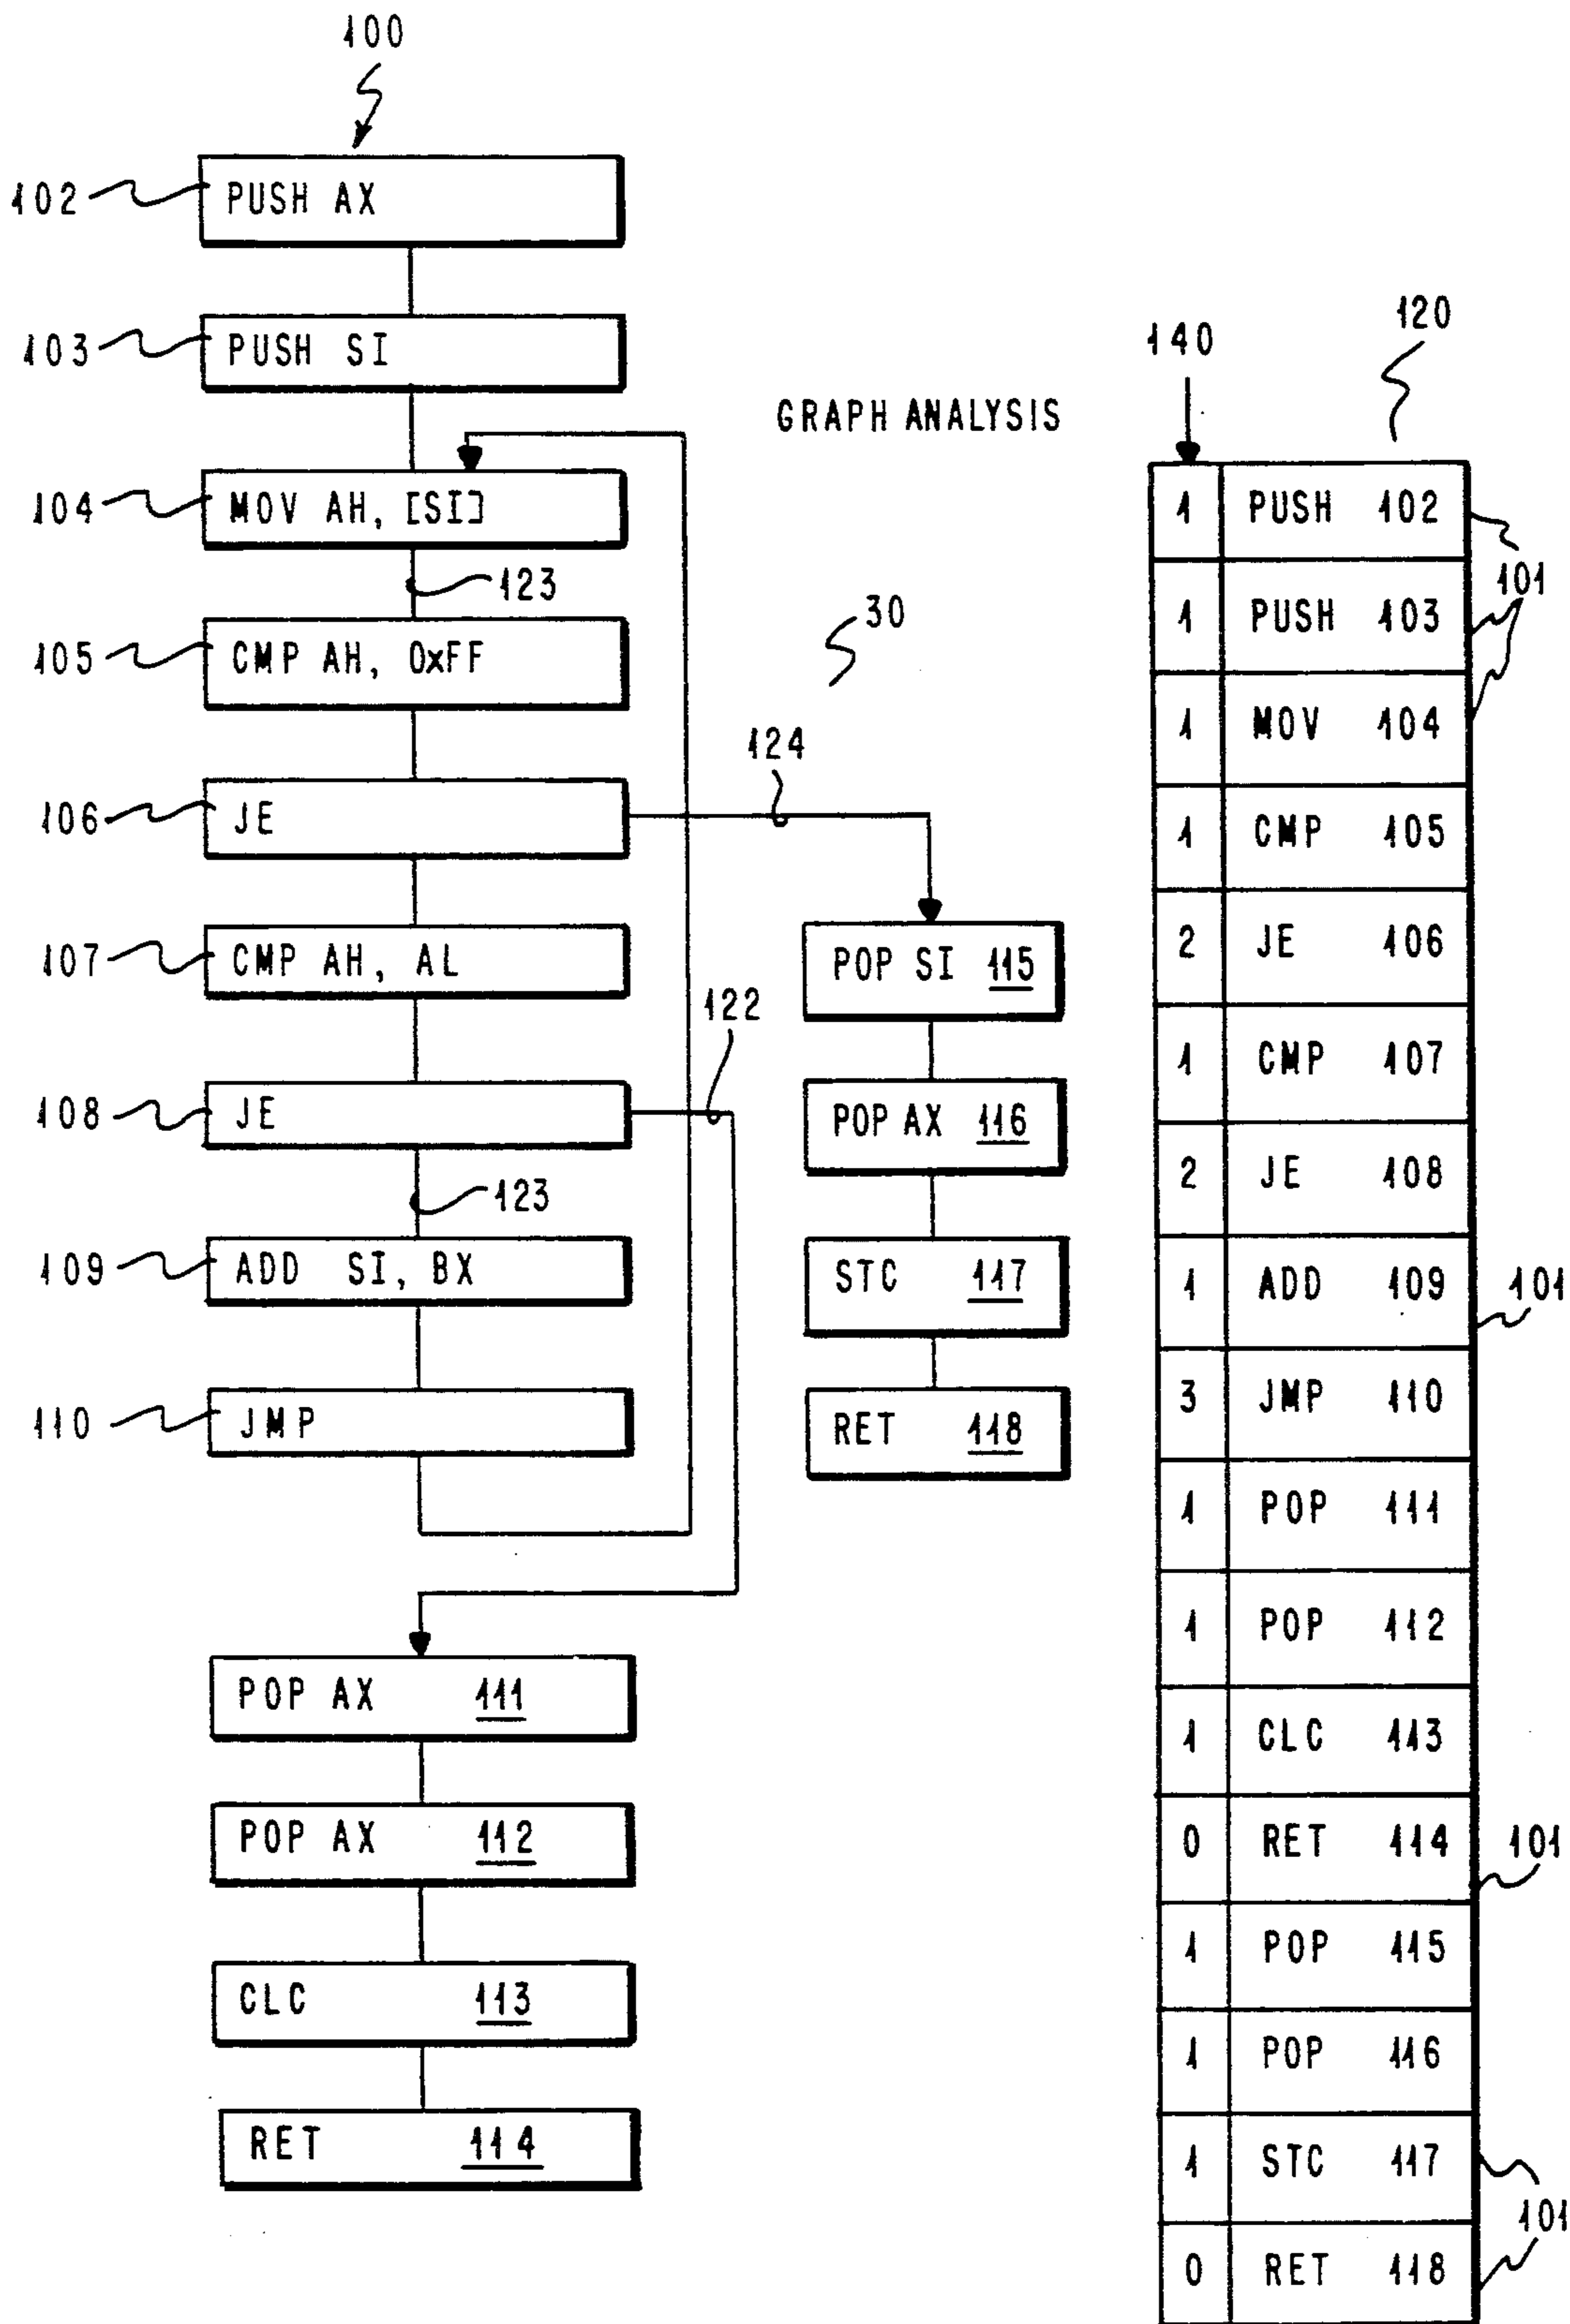 100
102 PUSH AX
103 PUSH SI
104 MOV AH, [SI]
123
105 CMP AH, 0xFF
106 JE
107 CMP AH, AL
108 JE
123
109 ADD SI, BX
110 JMP
POP AX 111
POP AX 112
CLC 113
RET 114
GRAPH ANALYSIS
30
124
122
POP SI 115
POP AX 116
STC 117
RET 118
140
120
1 PUSH 102
101
1 PUSH 103
1 MOV 104
1 CMP 105
2 JE 106
1 CMP 107
2 JE 108
1 ADD 109
101
3 JMP 110
1 POP 111
1 POP 112
1 CLC 113
0 RET 114
101
1 POP 115
1 POP 116
1 STC 117
101
0 RET 118